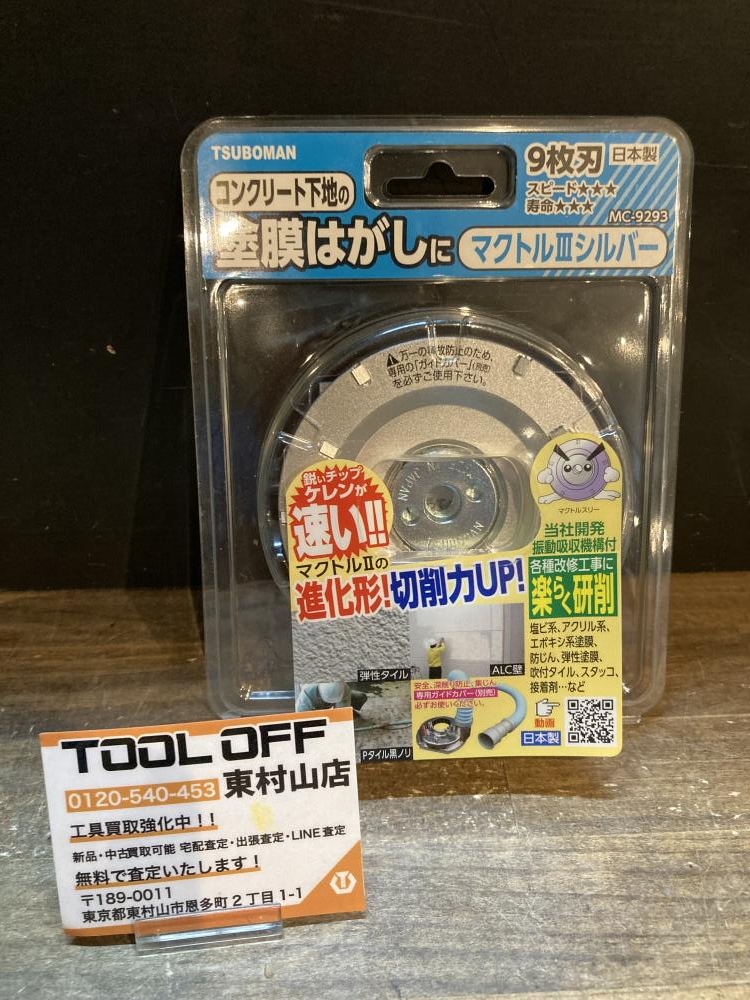 TSUBOMAN
9枚刃 日本製
スピード★★★
寿命★★★
MC-9293
コンクリート下地の
塗膜はがしに
マクトルⅢシルバー
万一の事故防止のため、
専用の「ガイドカバー」(別売)
を必ずご使用下さい。
鋭いチップ
ケレンが
速い!!
マクトルⅡの
進化形!切削力UP!
マクトルスリー
当社開発
振動吸収機構付
各種改修工事に
楽らく研削
塩ビ系、アクリル系、
エポキシ系塗膜、
防じん、弾性塗膜、
吹付タイル、スタッコ、
接着剤…など
弾性タイル
ALC壁
Pタイル黒ノリ
安全、深削り防止、集じん
専用ガイドカバー(別売)
必ずお使いください。
動画
日本製
TOOL OFF
0120-540-453 東村山店
工具買取強化中!!
新品・中古買取可能 宅配査定・出張査定・LINE査定
無料で査定いたします!
〒189-0011
東京都東村山市恩多町2丁目1-1